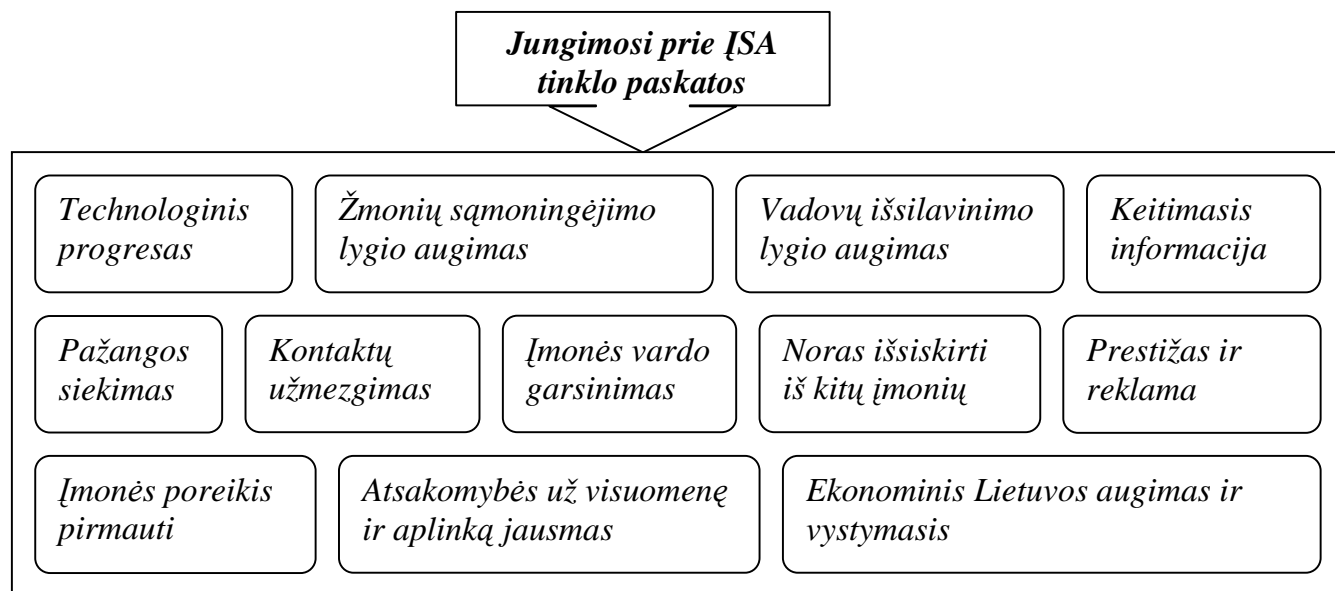 Jungimosi prie ĮSA
tinklo paskatos
Technologinis
progresas
Žmonių sąmoningėjimo
lygio augimas
Vadovų išsilavinimo
lygio augimas
Keitimasis
informacija
Pažangos
siekimas
Kontaktų
užmezgimas
Įmonės vardo
garsinimas
Noras išsiskirti
iš kitų įmonių
Prestižas ir
reklama
Įmonės poreikis
pirmauti
Atsakomybės už visuomenę
ir aplinką jausmas
Ekonominis Lietuvos augimas ir
vystymasis